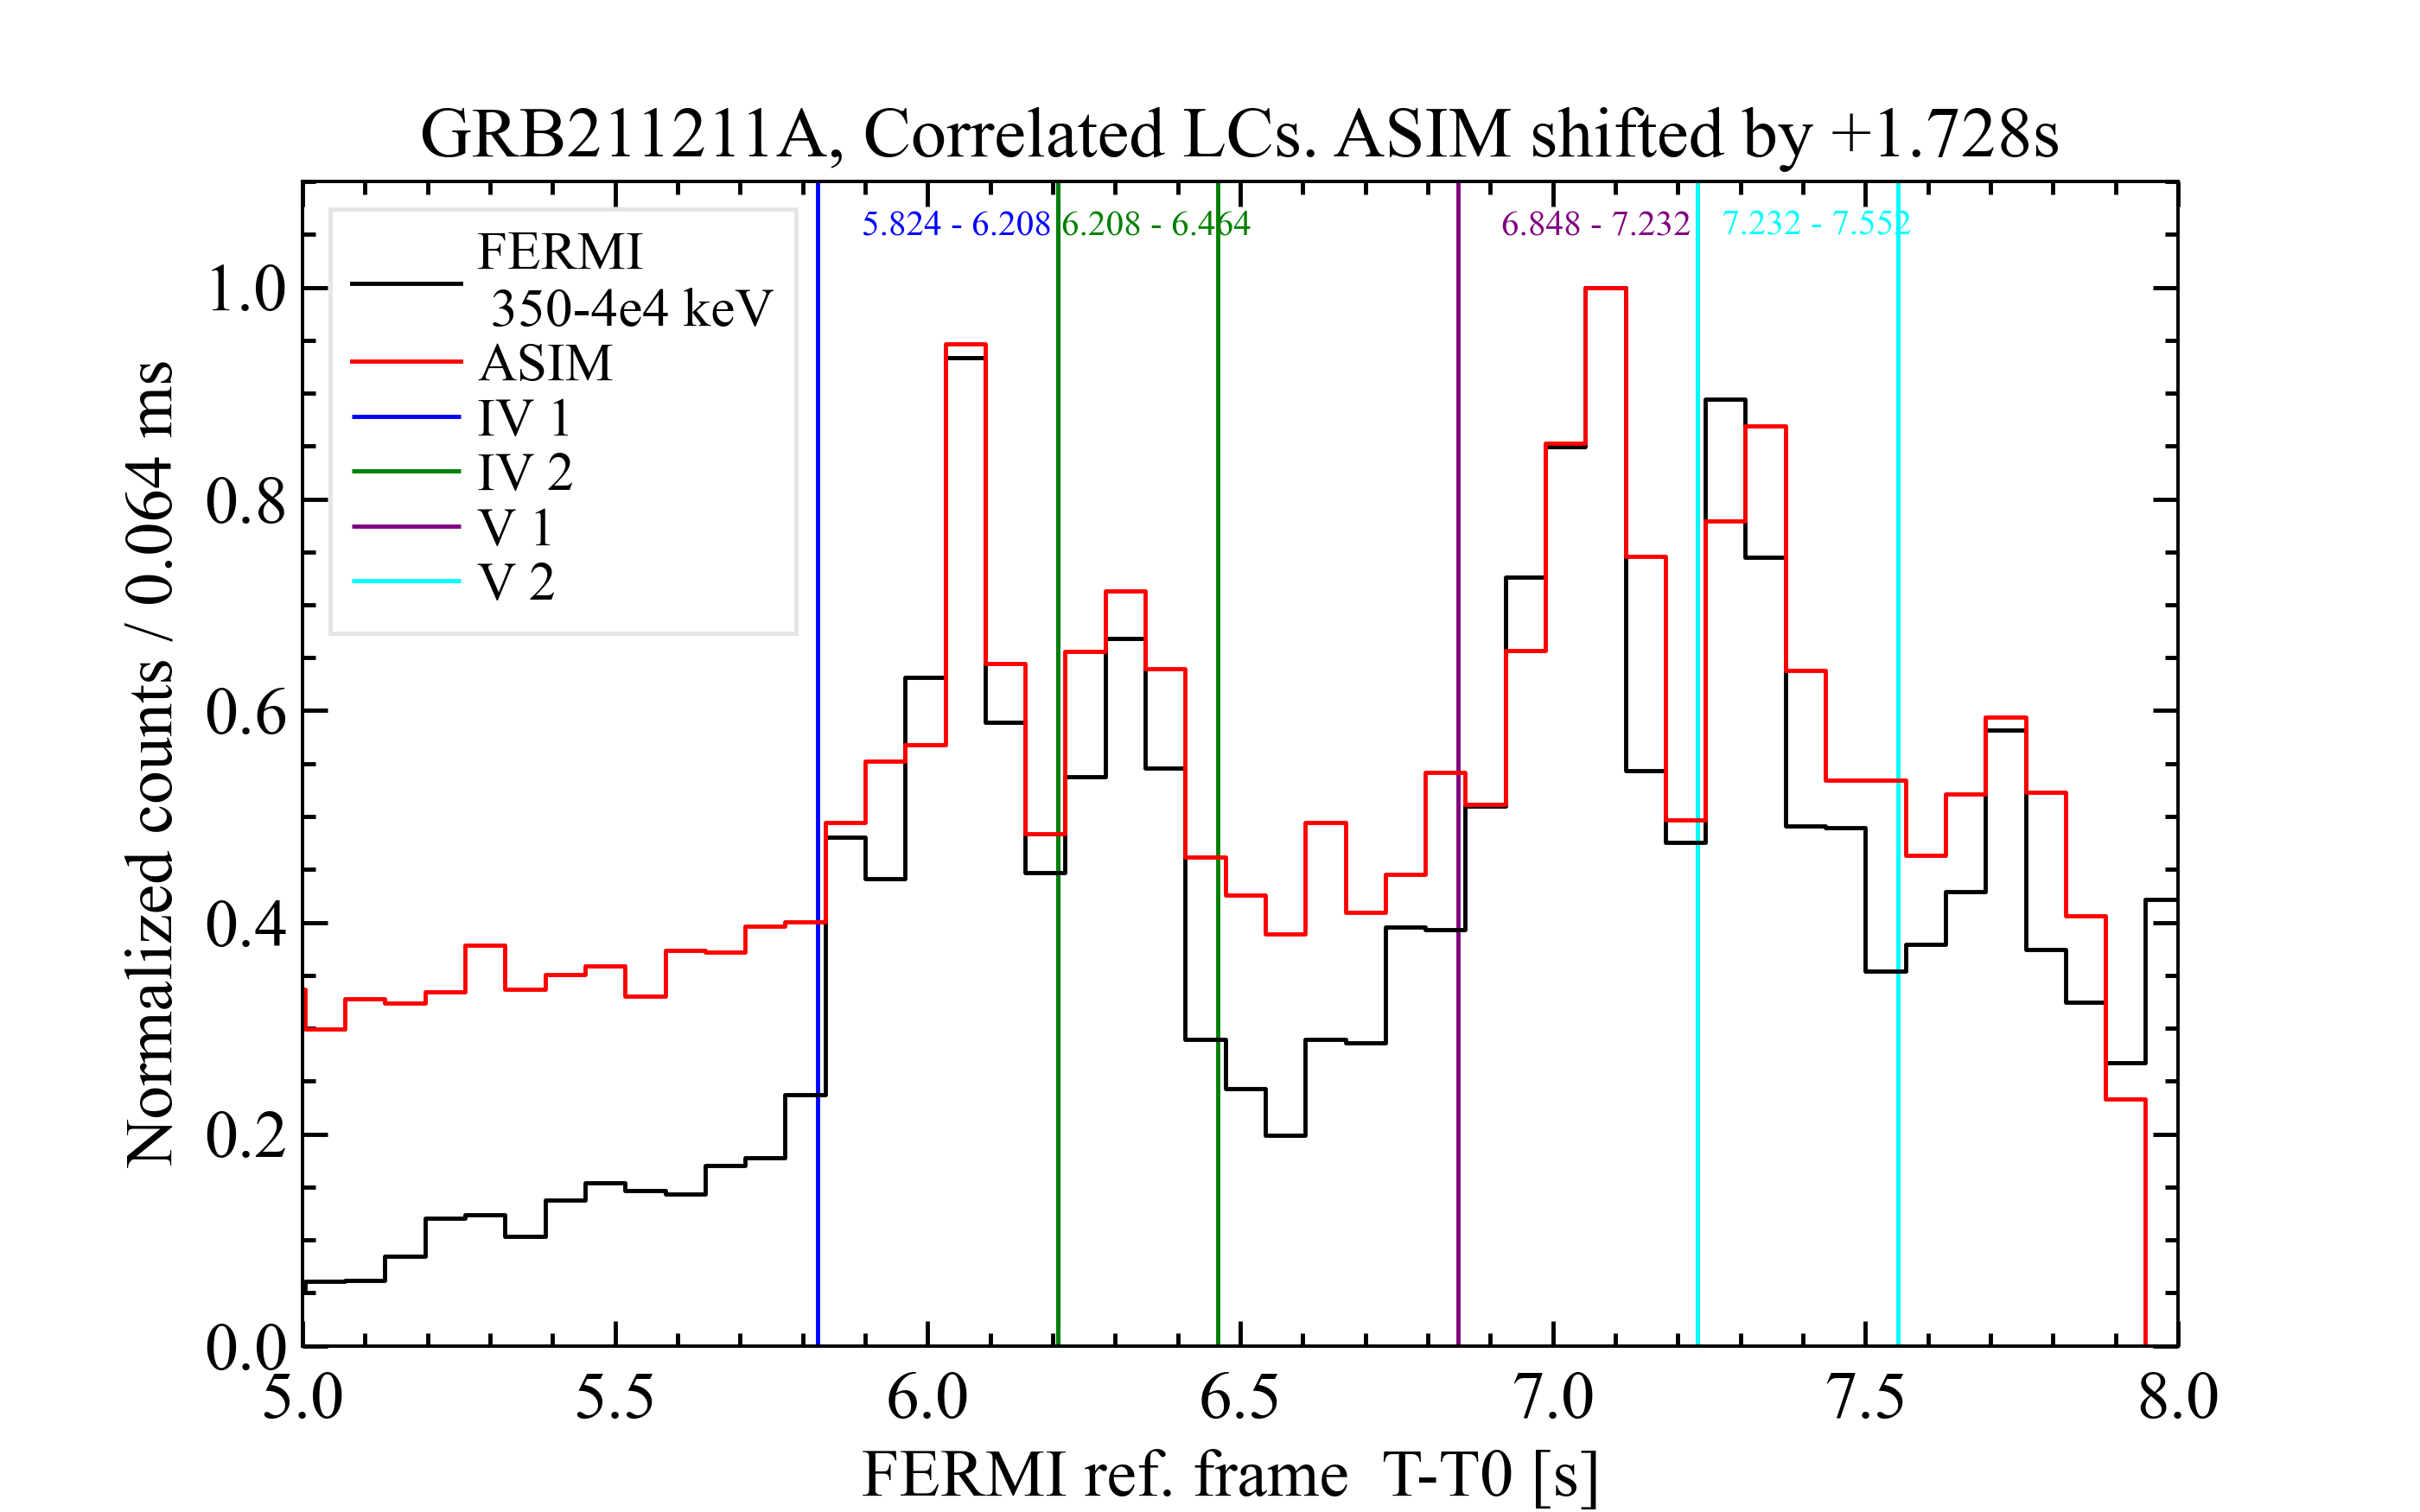 GRB211211A, Correlated LCs. ASIM shifted by +1.728s
5.824 - 6.208 6.208 - 6.464 6.848 - 7.232 7.232 - 7.552
FERMI
350-4e4 keV
ASIM
IV 1
IV 2
V 1
V 2
Normalized counts / 0.064 ms
1.0
0.8
0.6
0.4
0.2
0.0
5.0 5.5 6.0 6.5 7.0 7.5 8.0
FERMI ref. frame T-T0 [s]